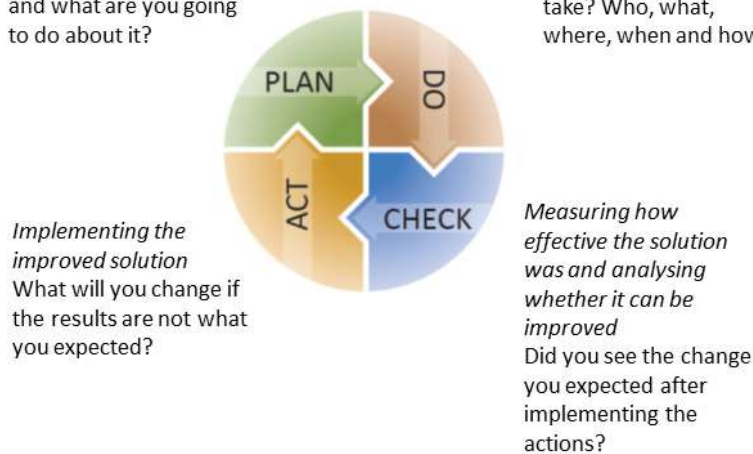 and what are you going
to do about it?
take? Who, what,
where, when and how
PLAN
DO
ACT
CHECK
Implementing the
improved solution
What will you change if
the results are not what
you expected?
Measuring how
effective the solution
was and analysing
whether it can be
improved
Did you see the change
you expected after
implementing the
actions?